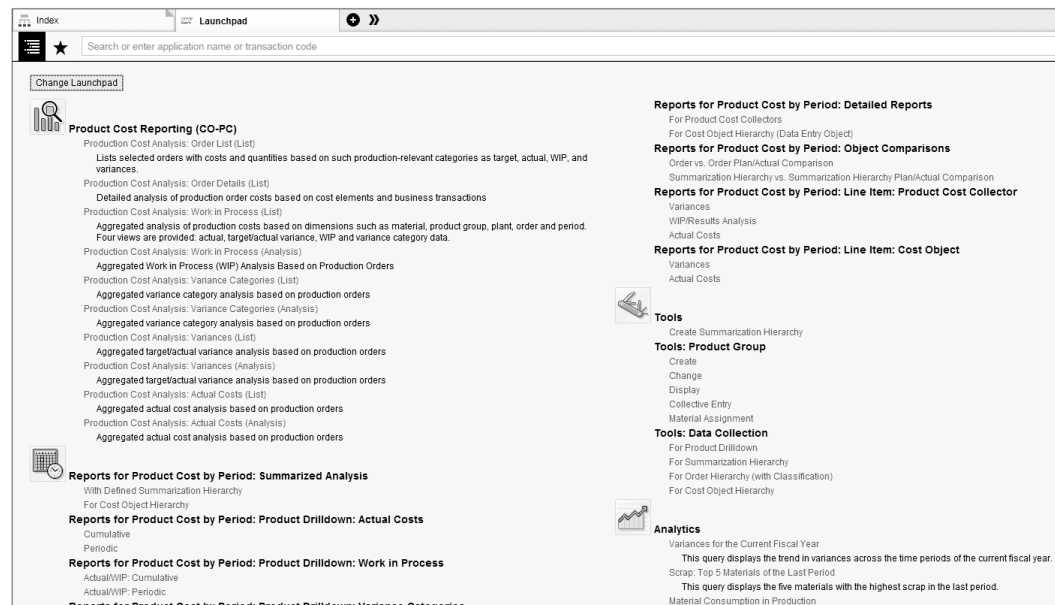 Index
Launchpad
Search or enter application name or transaction code
Change Launchpad
Product Cost Reporting (CO-PC)
Production Cost Analysis: Order List (List)
Lists selected orders with costs and quantities based on such production-relevant categories as target, actual, WIP, and
variances.
Production Cost Analysis: Order Details (List)
Detailed analysis of production order costs based on cost elements and business transactions
Production Cost Analysis: Work in Process (List)
Aggregated analysis of production costs based on dimensions such as material, product group, plant, order and period.
Four views are provided: actual, target/actual variance, WIP and variance category data.
Production Cost Analysis: Work in Process (Analysis)
Aggregated Work in Process (WIP) Analysis Based on Production Orders
Production Cost Analysis: Variance Categories (List)
Aggregated variance category analysis based on production orders
Production Cost Analysis: Variance Categories (Analysis)
Aggregated variance category analysis based on production orders
Production Cost Analysis: Variances (List)
Aggregated target/actual variance analysis based on production orders
Production Cost Analysis: Variances (Analysis)
Aggregated target/actual variance analysis based on production orders
Production Cost Analysis: Actual Costs (List)
Aggregated actual cost analysis based on production orders
Production Cost Analysis: Actual Costs (Analysis)
Aggregated actual cost analysis based on production orders
Reports for Product Cost by Period: Summarized Analysis
With Defined Summarization Hierarchy
For Cost Object Hierarchy
Reports for Product Cost by Period: Product Drilldown: Actual Costs
Cumulative
Periodic
Reports for Product Cost by Period: Product Drilldown: Work in Process
Actual/WIP: Cumulative
Actual/WIP: Periodic
Reports for Product Cost by Period: Product Drilldown: Variance Categories
Reports for Product Cost by Period: Detailed Reports
For Product Cost Collectors
For Cost Object Hierarchy (Data Entry Object)
Reports for Product Cost by Period: Object Comparisons
Order vs. Order Plan/Actual Comparison
Summarization Hierarchy vs. Summarization Hierarchy Plan/Actual Comparison
Reports for Product Cost by Period: Line Item: Product Cost Collector
Variances
WIP/Results Analysis
Actual Costs
Reports for Product Cost by Period: Line Item: Cost Object
Variances
Actual Costs
Tools
Create Summarization Hierarchy
Tools: Product Group
Create
Change
Display
Collective Entry
Material Assignment
Tools: Data Collection
For Product Drilldown
For Summarization Hierarchy
For Order Hierarchy (with Classification)
For Cost Object Hierarchy
Analytics
Variances for the Current Fiscal Year
This query displays the trend in variances across the time periods of the current fiscal year.
Scrap: Top 5 Materials of the Last Period
This query displays the five materials with the highest scrap in the last period.
Material Consumption in Production